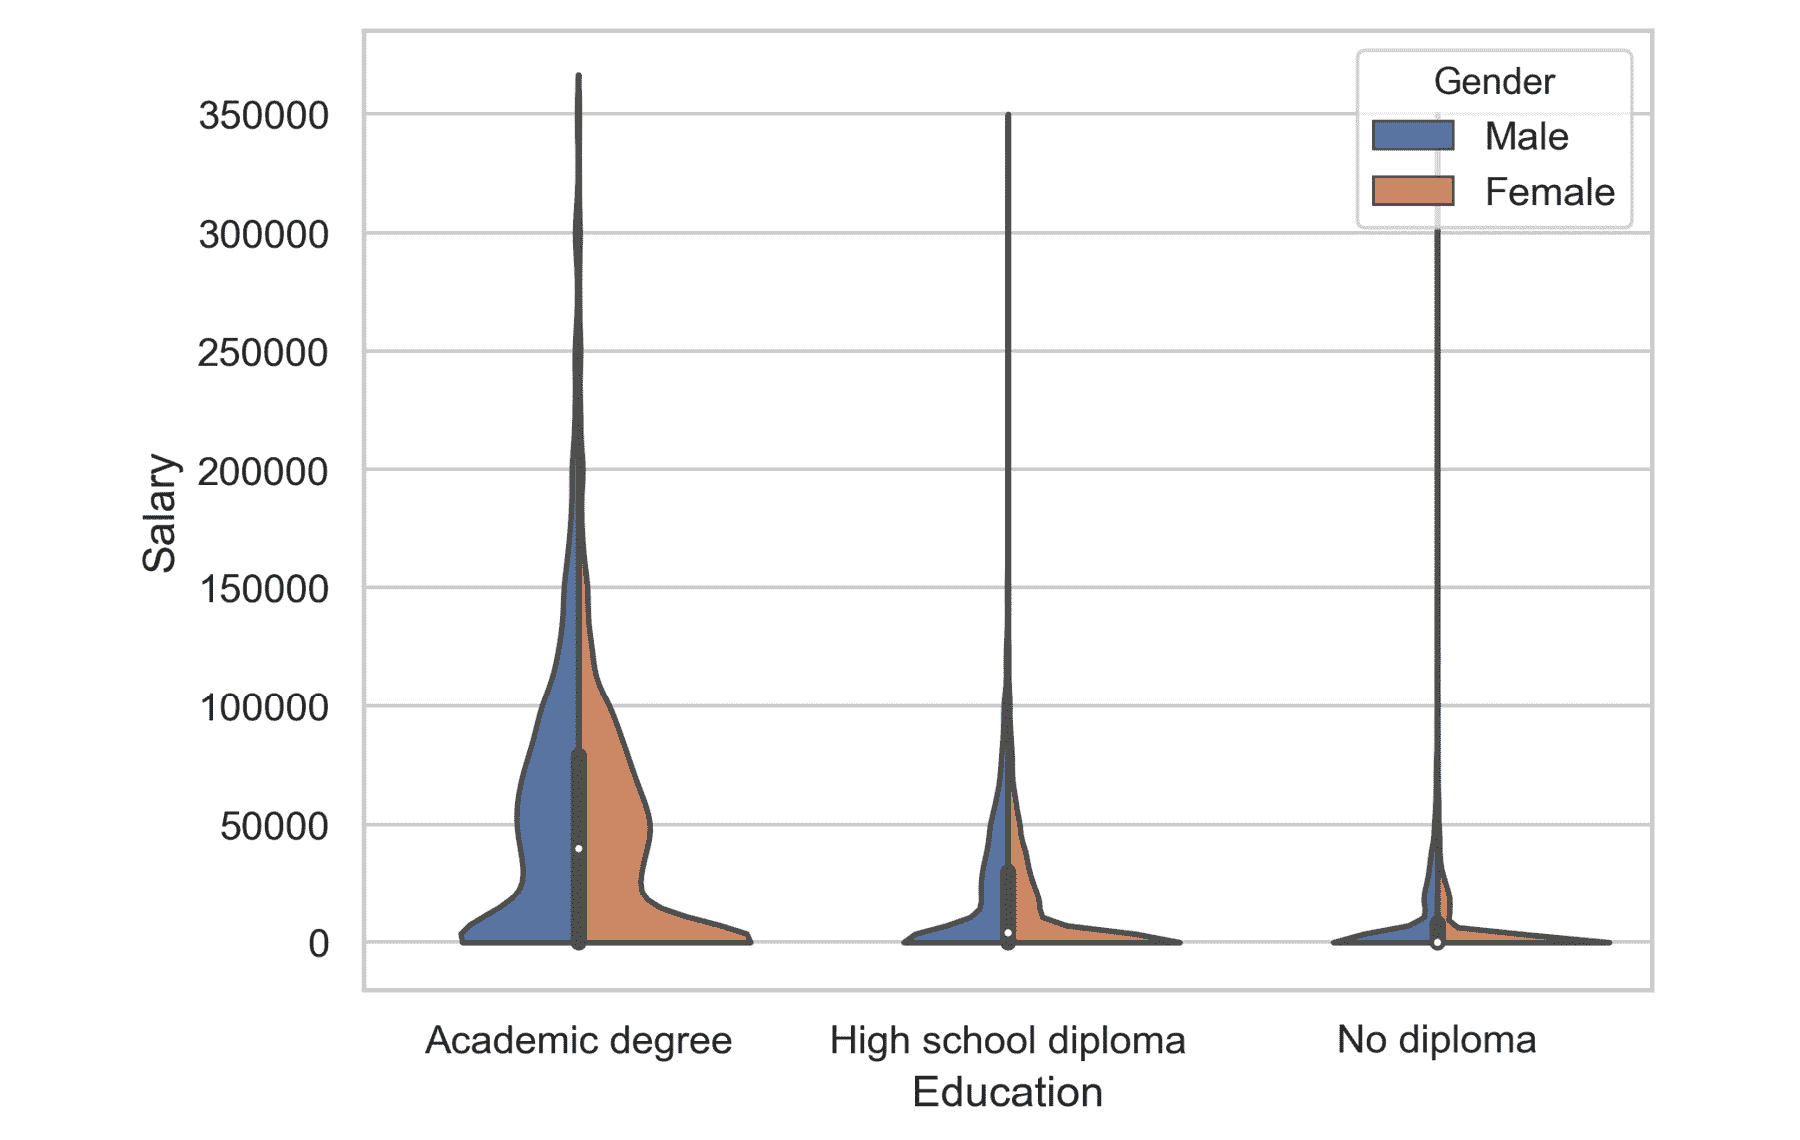 Gender
Male
Female
350000
300000
250000
200000
150000
100000
50000
0
Salary
Academic degree
High school diploma
No diploma
Education